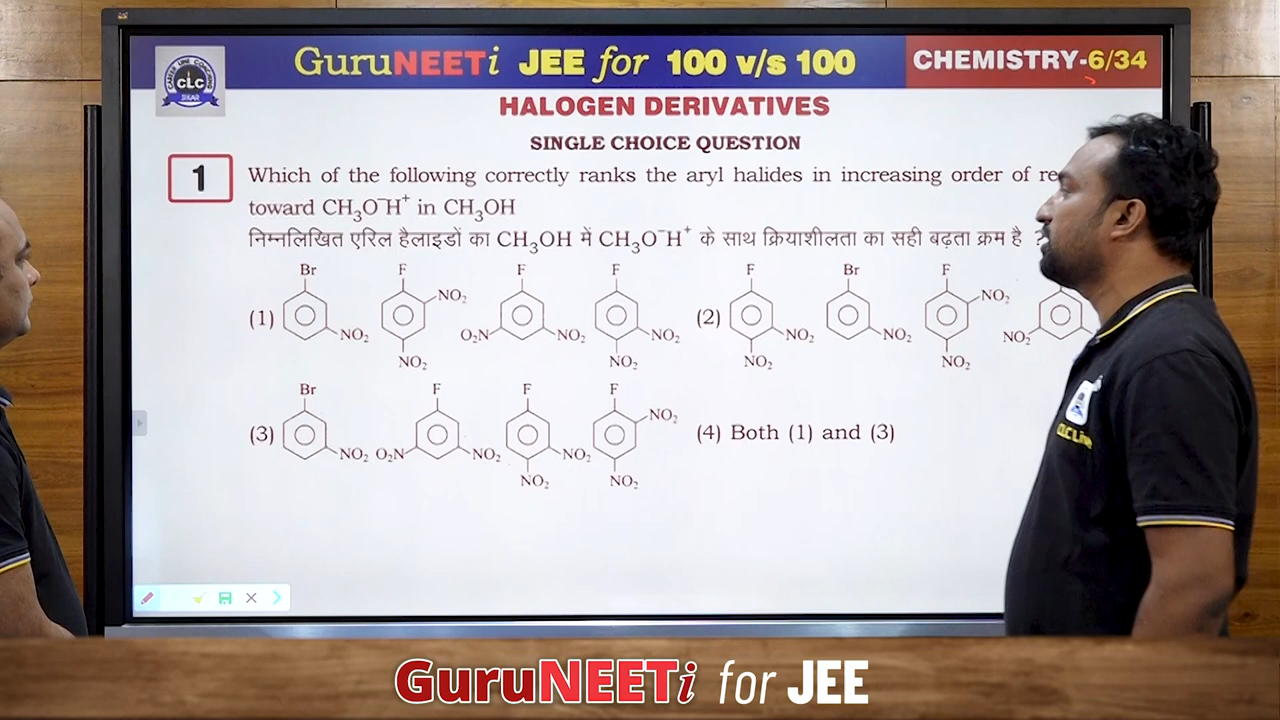 GuruNEETi JEE for 100 v/s 100
CHEMISTRY-6/34
CLC
SIKAR
HALOGEN DERIVATIVES
SINGLE CHOICE QUESTION
1
Which of the following correctly ranks the aryl halides in increasing order of re
toward CH₃O⁻H⁺ in CH₃OH
निम्नलिखित एरिल हैलाइडों का CH₃OH में CH₃O⁻H⁺ के साथ क्रियाशीलता का सही बढ़ता क्रम है ?
(1) Br NO₂ F NO₂ NO₂ F O₂N NO₂ F NO₂ NO₂
(2) F NO₂ NO₂ Br NO₂ F NO₂ NO₂ NO₂
(3) Br NO₂ F O₂N NO₂ F NO₂ NO₂ F NO₂ NO₂
(4) Both (1) and (3)
GuruNEETi for JEE